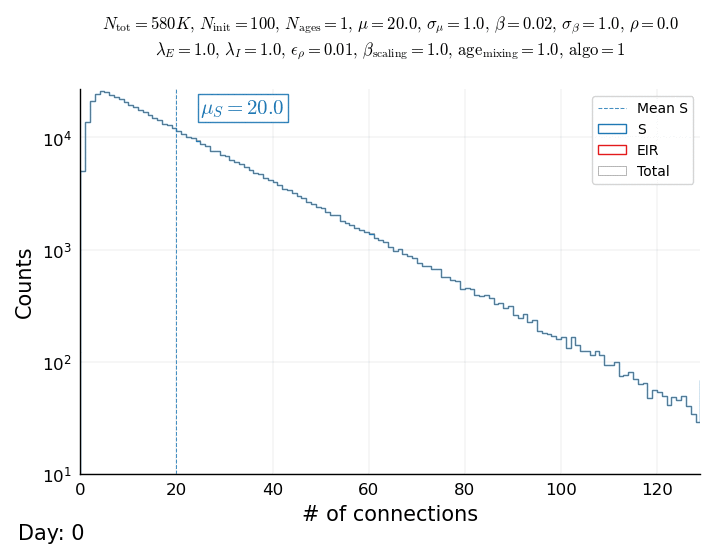 N_tot = 580K, N_init = 100, N_ages = 1, μ = 20.0, σ_μ = 1.0, β = 0.02, σ_β = 1.0, ρ = 0.0
λ_E = 1.0, λ_I = 1.0, ϵ_ρ = 0.01, β_scaling = 1.0, age_mixing = 1.0, algo = 1
μ_S = 20.0
Mean S
S
EIR
Total
Counts
10^4
10^3
10^2
10^1
0 20 40 60 80 100 120
# of connections
Day: 0